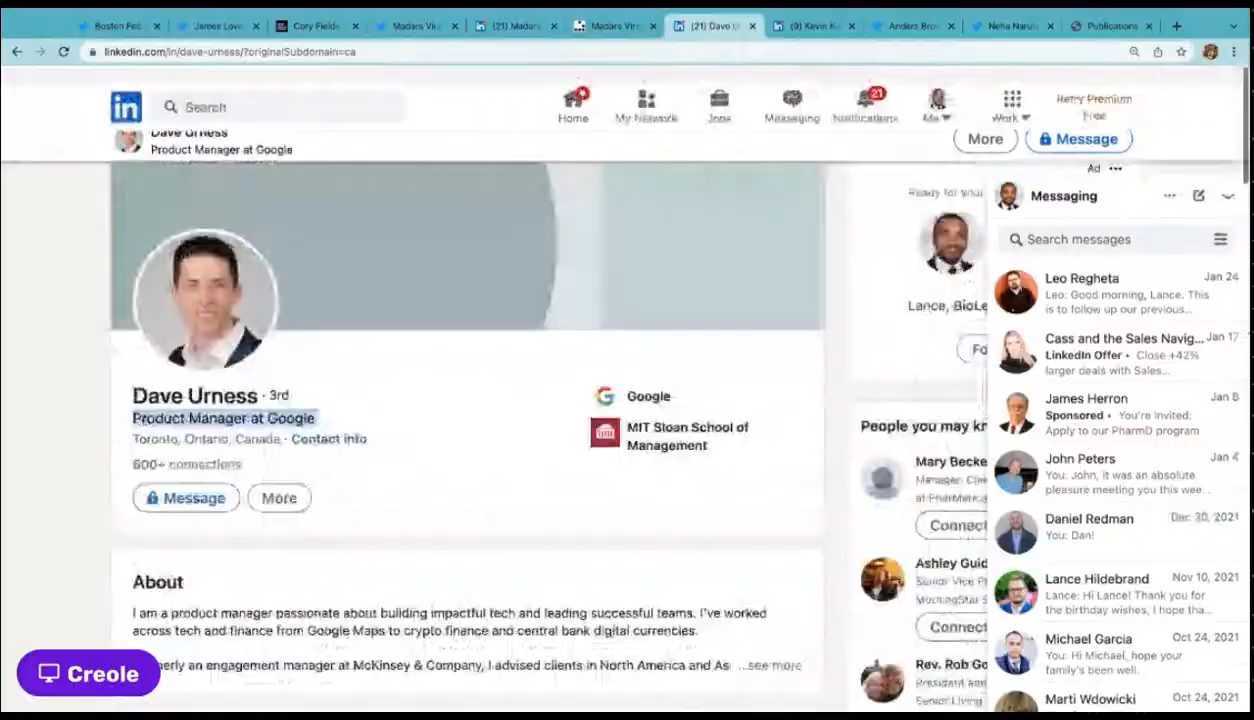 Boston Fed
James Love
Cory Fields
Madars Vi
(21) Madars
Madars Virz
(21) Dave U
(9) Kevin K
Anders Bro
Neha Narula
Publications
linkedin.com/in/dave-urness/?originalSubdomain=ca
in
Search
Home
My Network
Jobs
Messaging
21
Notifications
Me
Work
Retry Premium
Free
Dave Urness
Product Manager at Google
More
Message
Ad
Messaging
Search messages
Ready for your
Lance, BioLe
Leo Regheta
Jan 24
Leo: Good morning, Lance. This
is to follow up our previous...
Cass and the Sales Navig...
Jan 17
LinkedIn Offer • Close +42%
larger deals with Sales...
James Herron
Jan 8
Sponsored • You're invited:
Apply to our PharmD program
John Peters
Jan 4
You: John, it was an absolute
pleasure meeting you this wee...
Daniel Redman
Dec 30, 2021
You: Dan!
Lance Hildebrand
Nov 10, 2021
Lance: Hi Lance! Thank you for
the birthday wishes, I hope tha...
Michael Garcia
Oct 24, 2021
You: Hi Michael, hope your
family's been well.
Marti Wdowicki
Oct 24, 2021
Dave Urness · 3rd
Product Manager at Google
Toronto, Ontario, Canada · Contact info
500+ connections
Message
More
Google
MIT Sloan School of
Management
People you may kn
Mary Becke
at
Connect
Ashley Guid
Senior Vice P
MorningStar S
Connect
Rev. Rob Go
President and
Senior Living
About
I am a product manager passionate about building impactful tech and leading successful teams. I've worked
across tech and finance from Google Maps to crypto finance and central bank digital currencies.
erly an engagement manager at McKinsey & Company, I advised clients in North America and As ...see more
Creole